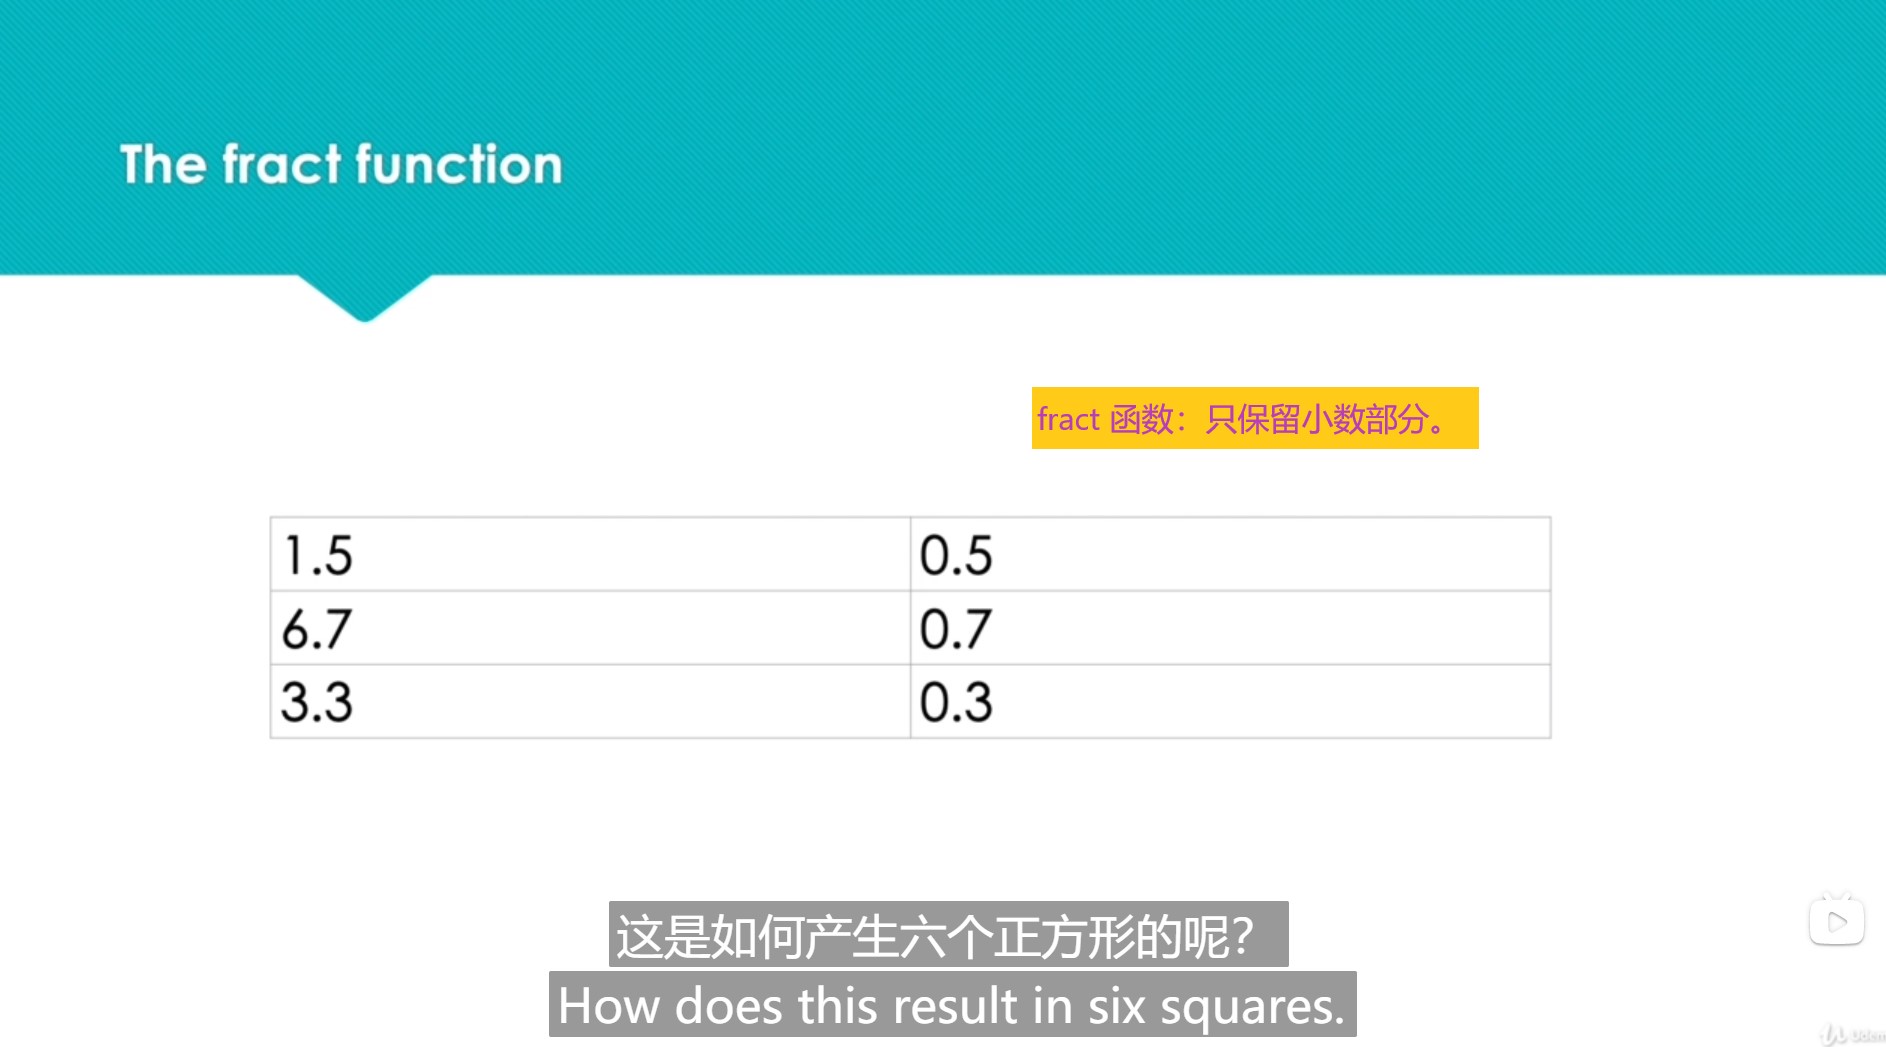 The fract function
fract 函数：只保留小数部分。
1.5 0.5
6.7 0.7
3.3 0.3
这是如何产生六个正方形的呢？
How does this result in six squares.